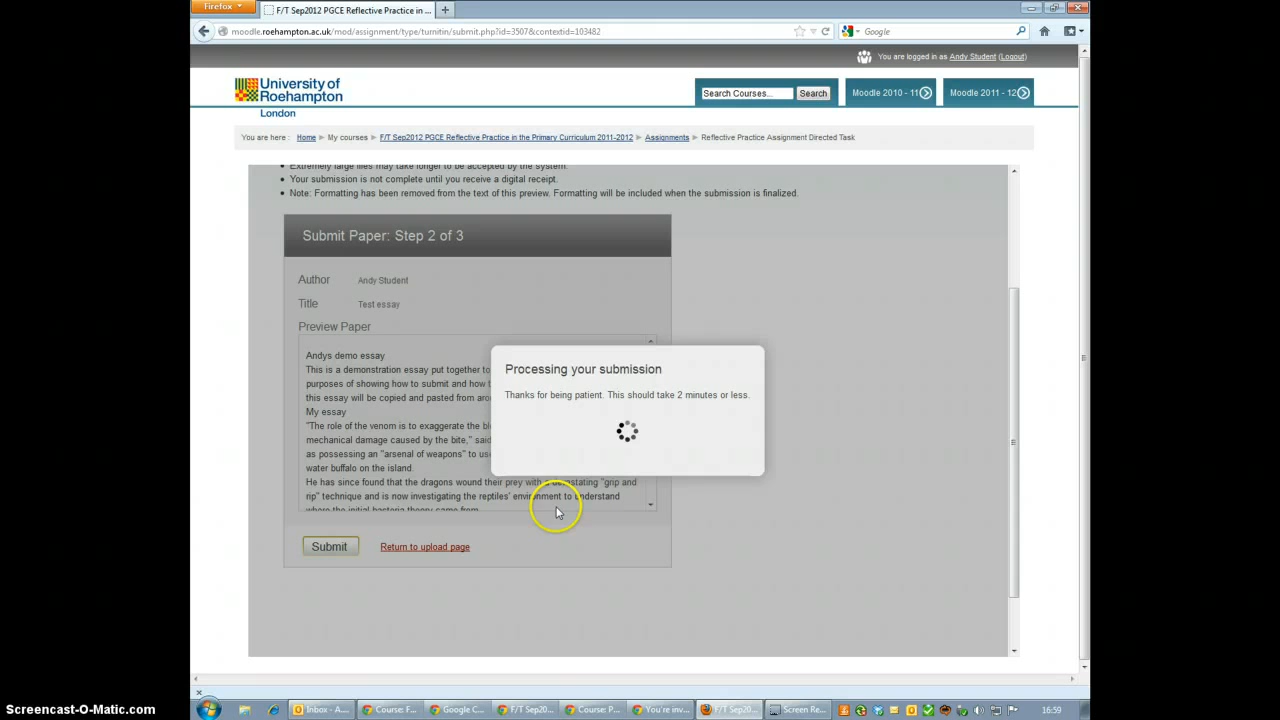 Firefox
F/T Sep2012 PGCE Reflective Practice in ...
moodle.roehampton.ac.uk/mod/assignment/type/turnitin/submit.php?id=3507&contextid=103482
Google
You are logged in as Andy Student (Logout)
University of
Roehampton
London
Search Courses...
Search
Moodle 2010 - 11
Moodle 2011 - 12
You are here : Home My courses F/T Sep2012 PGCE Reflective Practice in the Primary Curriculum 2011-2012 Assignments Reflective Practice Assignment Directed Task
Extremely large files may take longer to be accepted by the system.
Your submission is not complete until you receive a digital receipt.
Note: Formatting has been removed from the text of this preview. Formatting will be included when the submission is finalized.
Submit Paper: Step 2 of 3
Author Andy Student
Title Test essay
Preview Paper
Andys demo essay
This is a demonstration essay put together to
purposes of showing how to submit and how
this essay will be copied and pasted from
My essay
"The role of the venom is to exaggerate the
mechanical damage caused by the bite," said
as possessing an "arsenal of weapons" to
water buffalo on the island.
He has since found that the dragons wound their prey with a devastating "grip and
rip" technique and is now investigating the reptiles' environment to understand
where the initial bacteria theory came from
Processing your submission
Thanks for being patient. This should take 2 minutes or less.
Submit
Return to upload page
Inbox - A...
Course: F...
Google C...
F/T Sep20...
Course: P...
You're inv...
F/T Sep20...
Screen Re...
16:59
Screencast-O-Matic.com